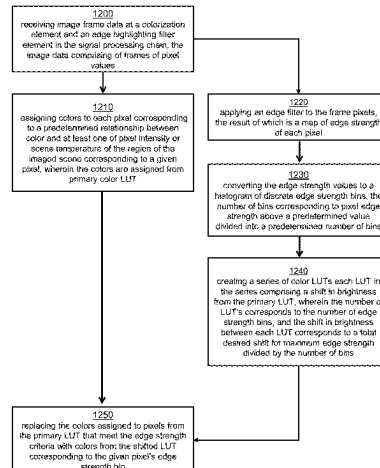 1200
receiving image frame data at a colorization
element and an edge highlighting filter
element in the signal processing chain, the
image data comprising of frames of pixel
values
1210
assigning colors to each pixel corresponding
to a predetermined relationship between
color and at least one of pixel intensity or
scene temperature of the region of the
imaged scene corresponding to a given
pixel, wherein the colors are assigned from
primary color LUT
1220
applying an edge filter to the frame pixels,
the result of which is a map of edge strength
of each pixel
1230
converting the edge strength values to a
histogram of discrete edge strength bins, the
number of bins corresponding to pixel edge
strength above a predetermined value
divided into a predetermined number of bins
1240
creating a series of color LUTs each LUT in
the series comprising a shift in brightness
from the primary LUT, wherein the number of
LUT's corresponds to the number of edge
strength bins, and the shift in brightness
between each LUT corresponds to a total
desired shift for maximum edge strength
divided by the number of bins
1250
replacing the colors assigned to pixels from
the primary LUT that meet the edge strength
criteria with colors from the shifted LUT
corresponding to the given pixel's edge
strength bin